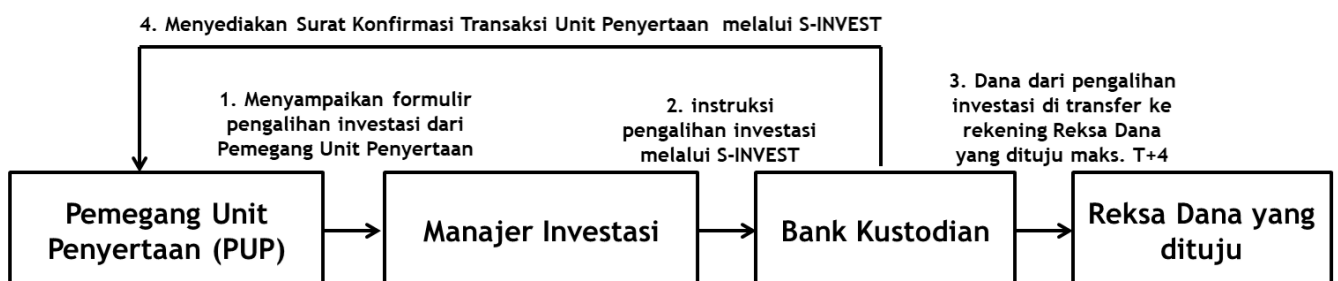 4. Menyediakan Surat Konfirmasi Transaksi Unit Penyertaan melalui S-INVEST
1. Menyampaikan formulir
pengalihan investasi dari
Pemegang Unit Penyertaan
2. instruksi
pengalihan investasi
melalui S-INVEST
3. Dana dari pengalihan
investasi di transfer ke
rekening Reksa Dana
yang dituju maks. T+4
Pemegang Unit
Penyertaan (PUP)
Manajer Investasi
Bank Kustodian
Reksa Dana yang
dituju